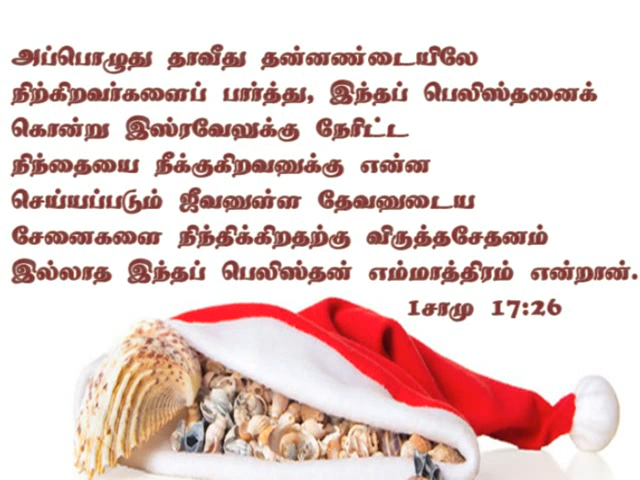 அப்பொழுது தாவீது தன்னண்டையிலே
நிற்கிறவர்களைப் பார்த்து, இந்தப் பெலிஸ்தனைக்
கொன்று இஸ்ரவேலுக்கு நேரிட்ட
நிந்தையை நீக்குகிறவனுக்கு என்ன
செய்யப்படும் ஜீவனுள்ள தேவனுடைய
சேனைகளை நிந்திக்கிறதற்கு விருத்தசேதனம்
இல்லாத இந்தப் பெலிஸ்தன் எம்மாத்திரம் என்றான்.
1சாமு 17:26